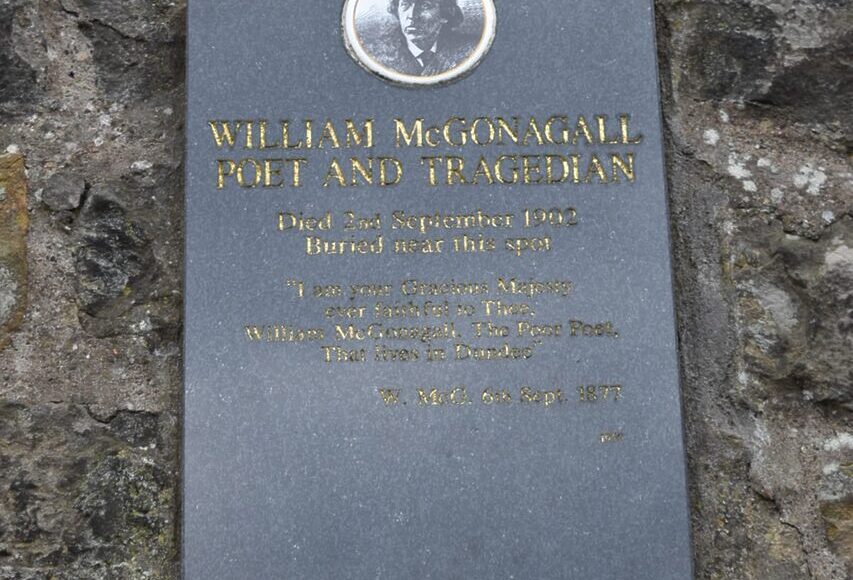 WILLIAM McGONAGALL
POET AND TRAGEDIAN
Died 2nd September 1902
Buried near this spot
"I am your Gracious Majesty
ever faithful to Thee,
William McGonagall, The Poor Poet,
That lives in Dundee"
W. McG. 6th Sept. 1877